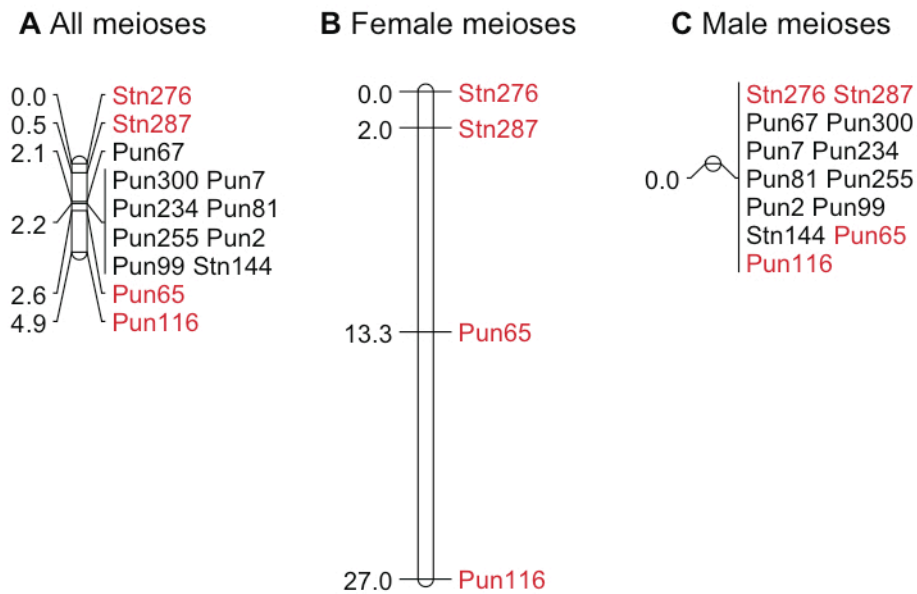 A All meioses
0.0 Stn276
0.5 Stn287
2.1 Pun67
Pun300 Pun7
Pun234 Pun81
2.2
Pun255 Pun2
Pun99 Stn144
2.6 Pun65
4.9 Pun116
B Female meioses
0.0 Stn276
2.0 Stn287
13.3 Pun65
27.0 Pun116
C Male meioses
Stn276 Stn287
Pun67 Pun300
Pun7 Pun234
0.0 Pun81 Pun255
Pun2 Pun99
Stn144 Pun65
Pun116